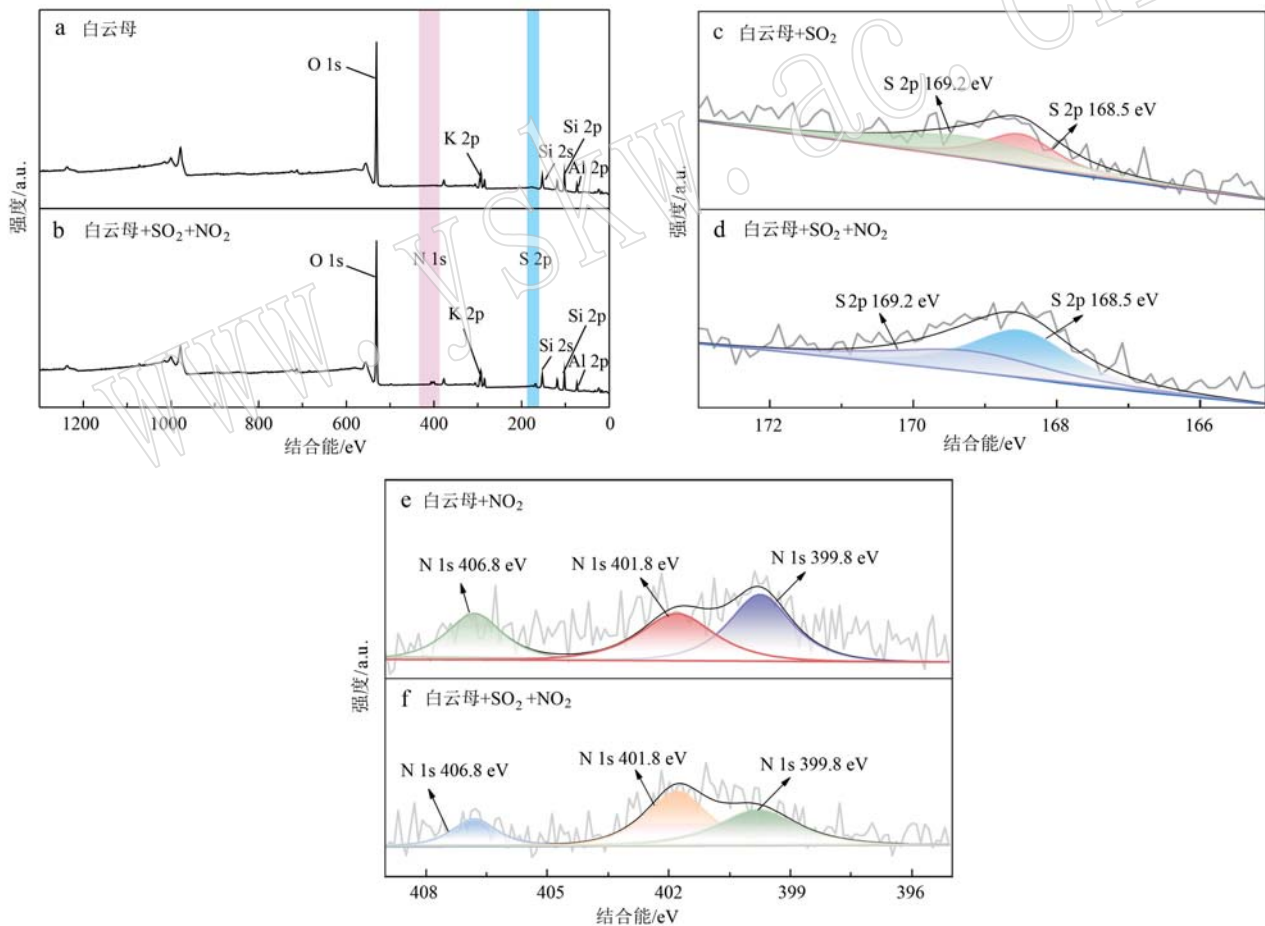 a 白云母
O 1s
K 2p
Si 2s
Si 2p
Al 2p
b 白云母+SO₂+NO₂
O 1s
N 1s
S 2p
K 2p
Si 2s
Si 2p
Al 2p
强度/a.u.
1200 1000 800 600 400 200 0
结合能/eV
c 白云母+SO₂
S 2p 169.2 eV
S 2p 168.5 eV
d 白云母+SO₂+NO₂
S 2p 169.2 eV
S 2p 168.5 eV
强度/a.u.
172 170 168 166
结合能/eV
e 白云母+NO₂
N 1s 406.8 eV
N 1s 401.8 eV
N 1s 399.8 eV
f 白云母+SO₂+NO₂
N 1s 406.8 eV
N 1s 401.8 eV
N 1s 399.8 eV
强度/a.u.
408 405 402 399 396
结合能/eV
www.yskw.ac.cn